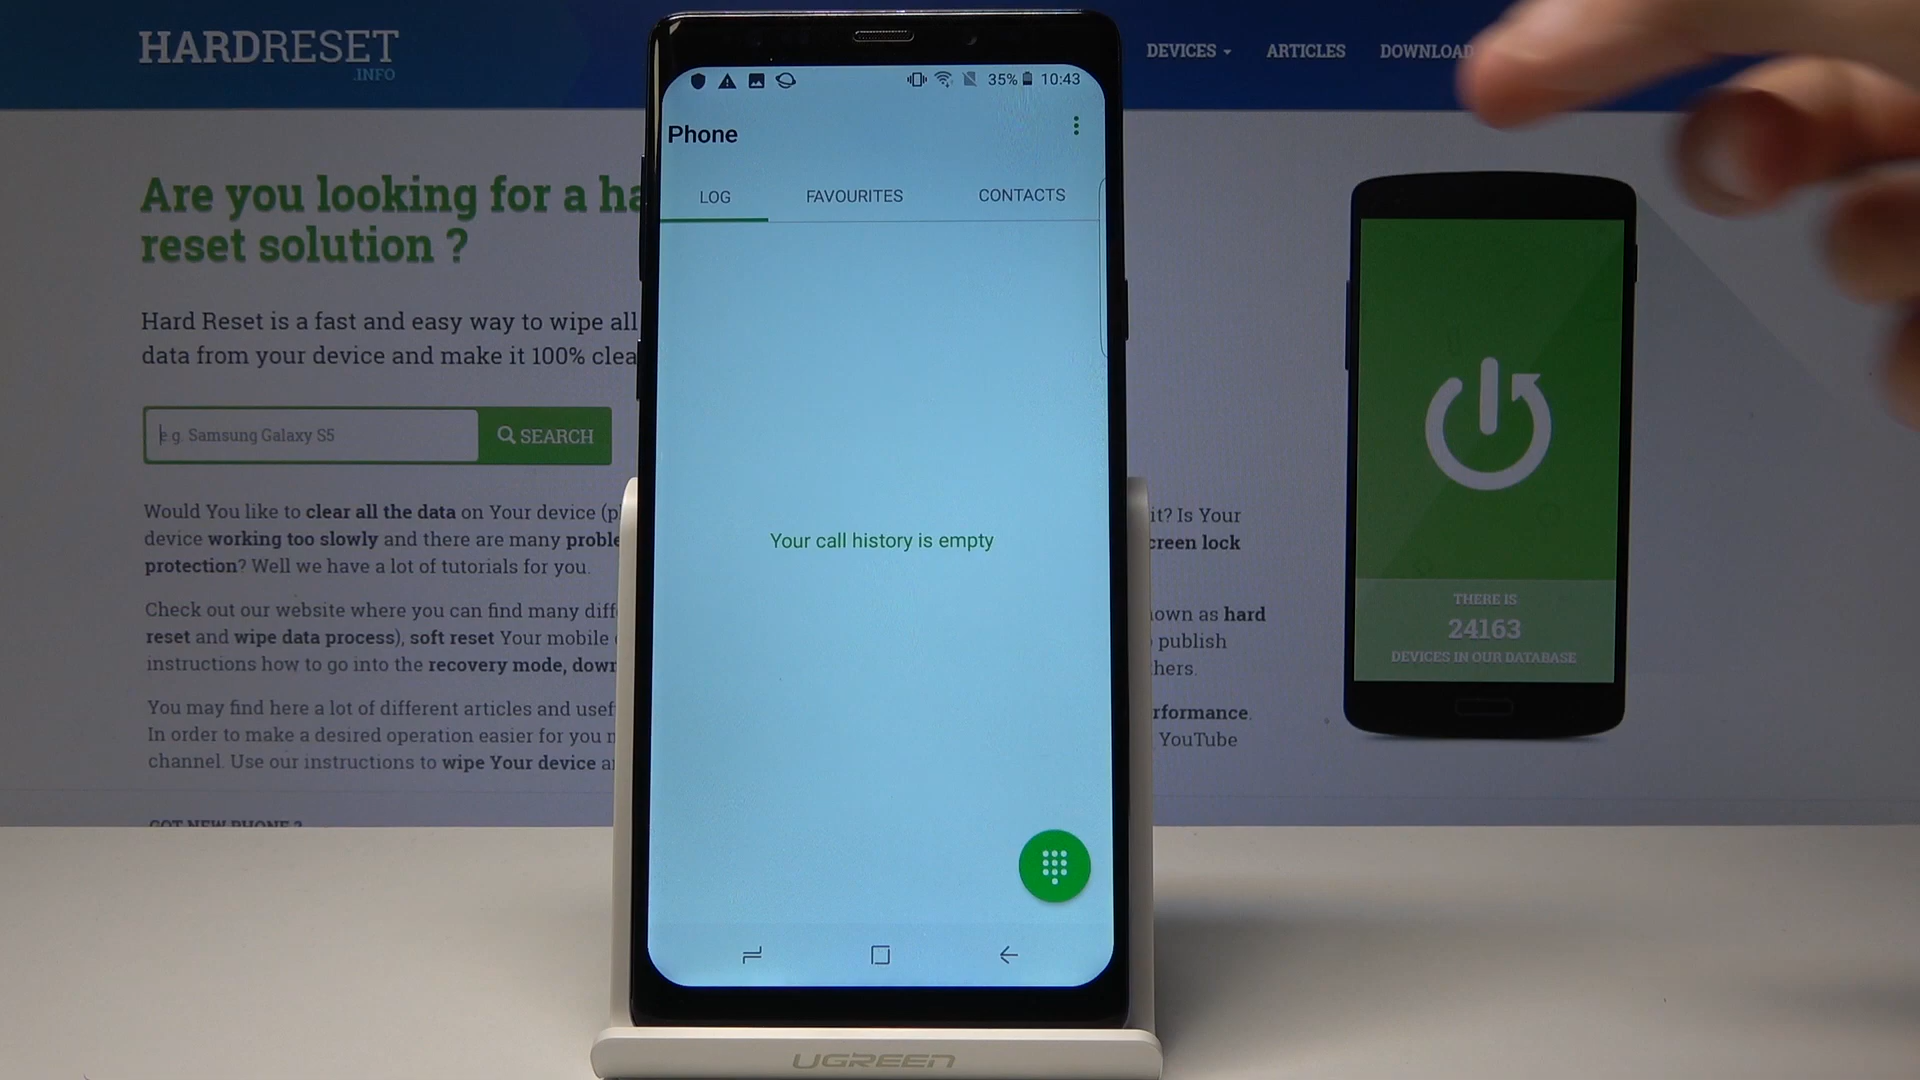 HARDRESET
.INFO
DEVICES
ARTICLES
DOWNLOAD
Are you looking for a ha
reset solution ?
Hard Reset is a fast and easy way to wipe all
data from your device and make it 100% clea
e.g. Samsung Galaxy S5
SEARCH
Would You like to clear all the data on Your device (p
device working too slowly and there are many proble
protection? Well we have a lot of tutorials for you.
Check out our website where you can find many diff
reset and wipe data process), soft reset Your mobile
instructions how to go into the recovery mode, down
You may find here a lot of different articles and usef
In order to make a desired operation easier for you n
channel. Use our instructions to wipe Your device a
GOT NEW PHONE ?
35% 10:43
Phone
LOG
FAVOURITES
CONTACTS
Your call history is empty
it? Is Your
creen lock
own as hard
publish
hers.
rformance.
YouTube
THERE IS
24163
DEVICES IN OUR DATABASE
UGREEN